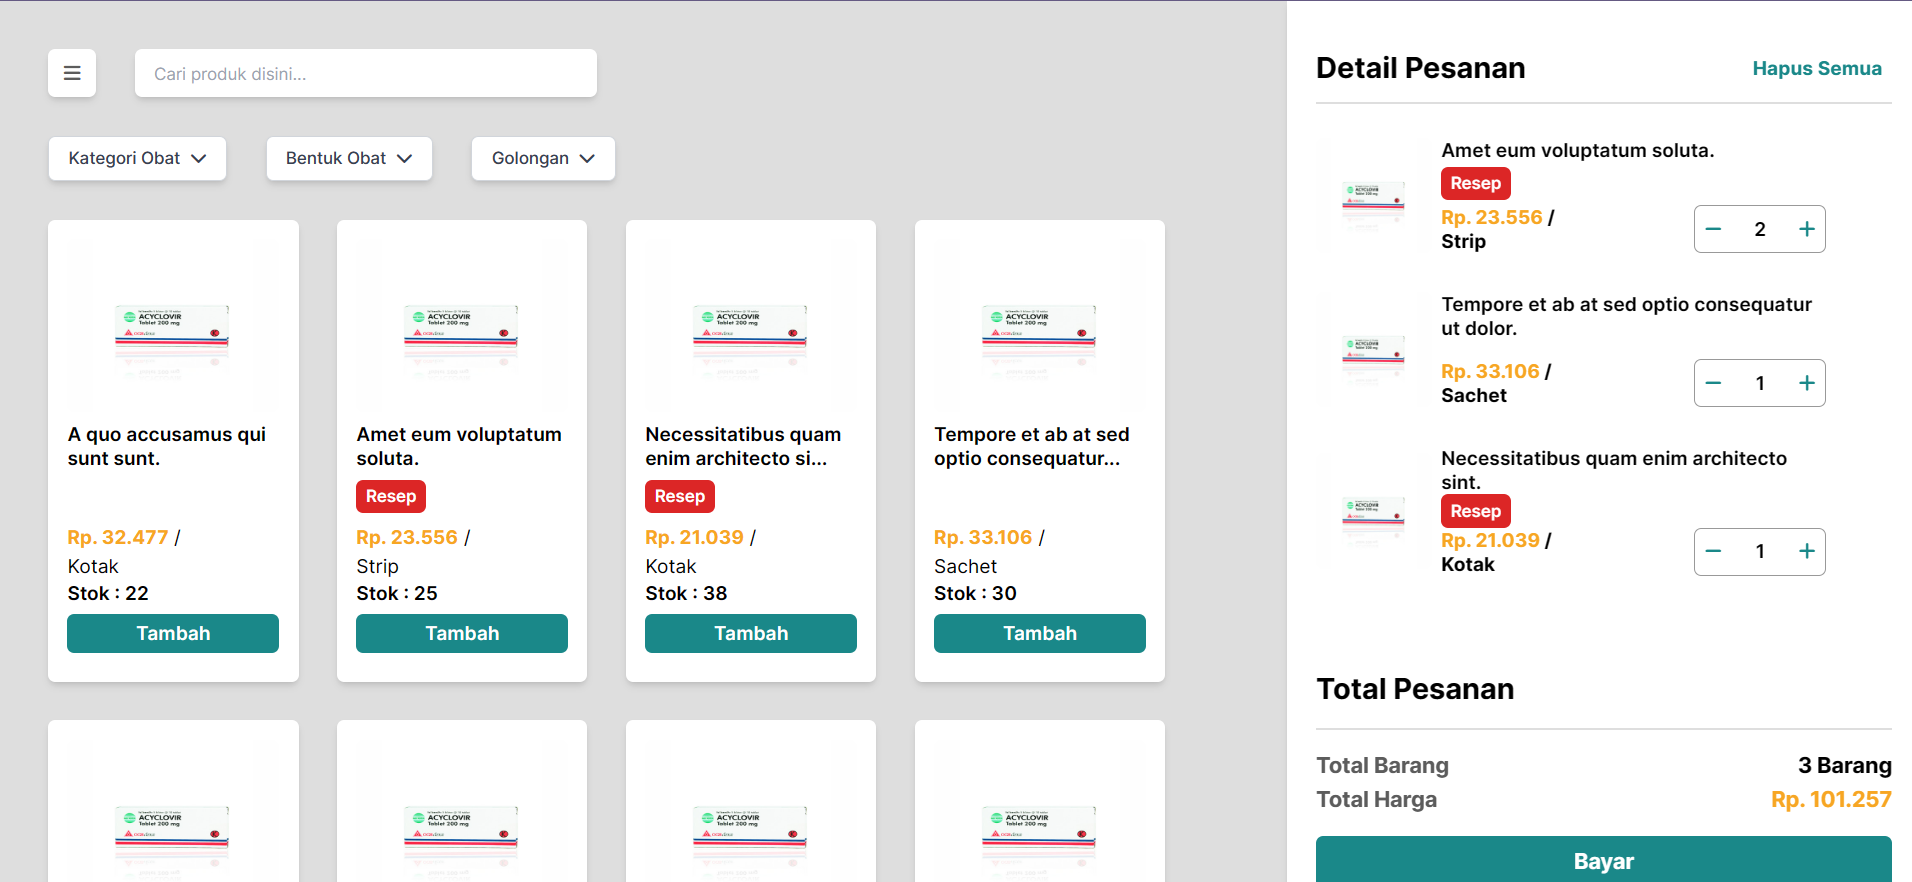 Cari produk disini...
Kategori Obat
Bentuk Obat
Golongan
ACYCLOVIR
Tablet 200 mg
A quo accusamus qui
sunt sunt.
Rp. 32.477 /
Kotak
Stok : 22
Tambah
ACYCLOVIR
Tablet 200 mg
Amet eum voluptatum
soluta.
Resep
Rp. 23.556 /
Strip
Stok : 25
Tambah
ACYCLOVIR
Tablet 200 mg
Necessitatibus quam
enim architecto si...
Resep
Rp. 21.039 /
Kotak
Stok : 38
Tambah
ACYCLOVIR
Tablet 200 mg
Tempore et ab at sed
optio consequatur...
Rp. 33.106 /
Sachet
Stok : 30
Tambah
ACYCLOVIR
Tablet 200 mg
ACYCLOVIR
Tablet 200 mg
ACYCLOVIR
Tablet 200 mg
ACYCLOVIR
Tablet 200 mg
Detail Pesanan
Hapus Semua
ACYCLOVIR
Amet eum voluptatum soluta.
Resep
Rp. 23.556 /
Strip
2
ACYCLOVIR
Tempore et ab at sed optio consequatur
ut dolor.
Rp. 33.106 /
Sachet
1
ACYCLOVIR
Necessitatibus quam enim architecto
sint.
Resep
Rp. 21.039 /
Kotak
1
Total Pesanan
Total Barang
3 Barang
Total Harga
Rp. 101.257
Bayar